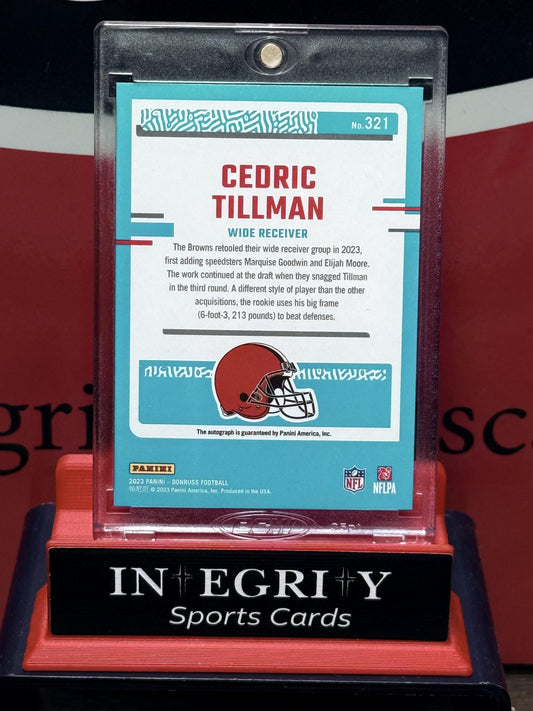 No. 321
CEDRIC
TILLMAN
WIDE RECEIVER
The Browns retooled their wide receiver group in 2023,
first adding speedsters Marquise Goodwin and Elijah Moore.
The work continued at the draft when they snagged Tillman
in the third round. A different style of player than the other
acquisitions, the rookie uses his big frame
(6-foot-3, 213 pounds) to beat defenses.
The autograph is guaranteed by Panini America, Inc.
PANINI
2023 PANINI – DONRUSS FOOTBALL
帕尼尼 © 2023 Panini America, Inc. Produced in the USA.
NFL
NFLPA
INTEGRITY
Sports Cards